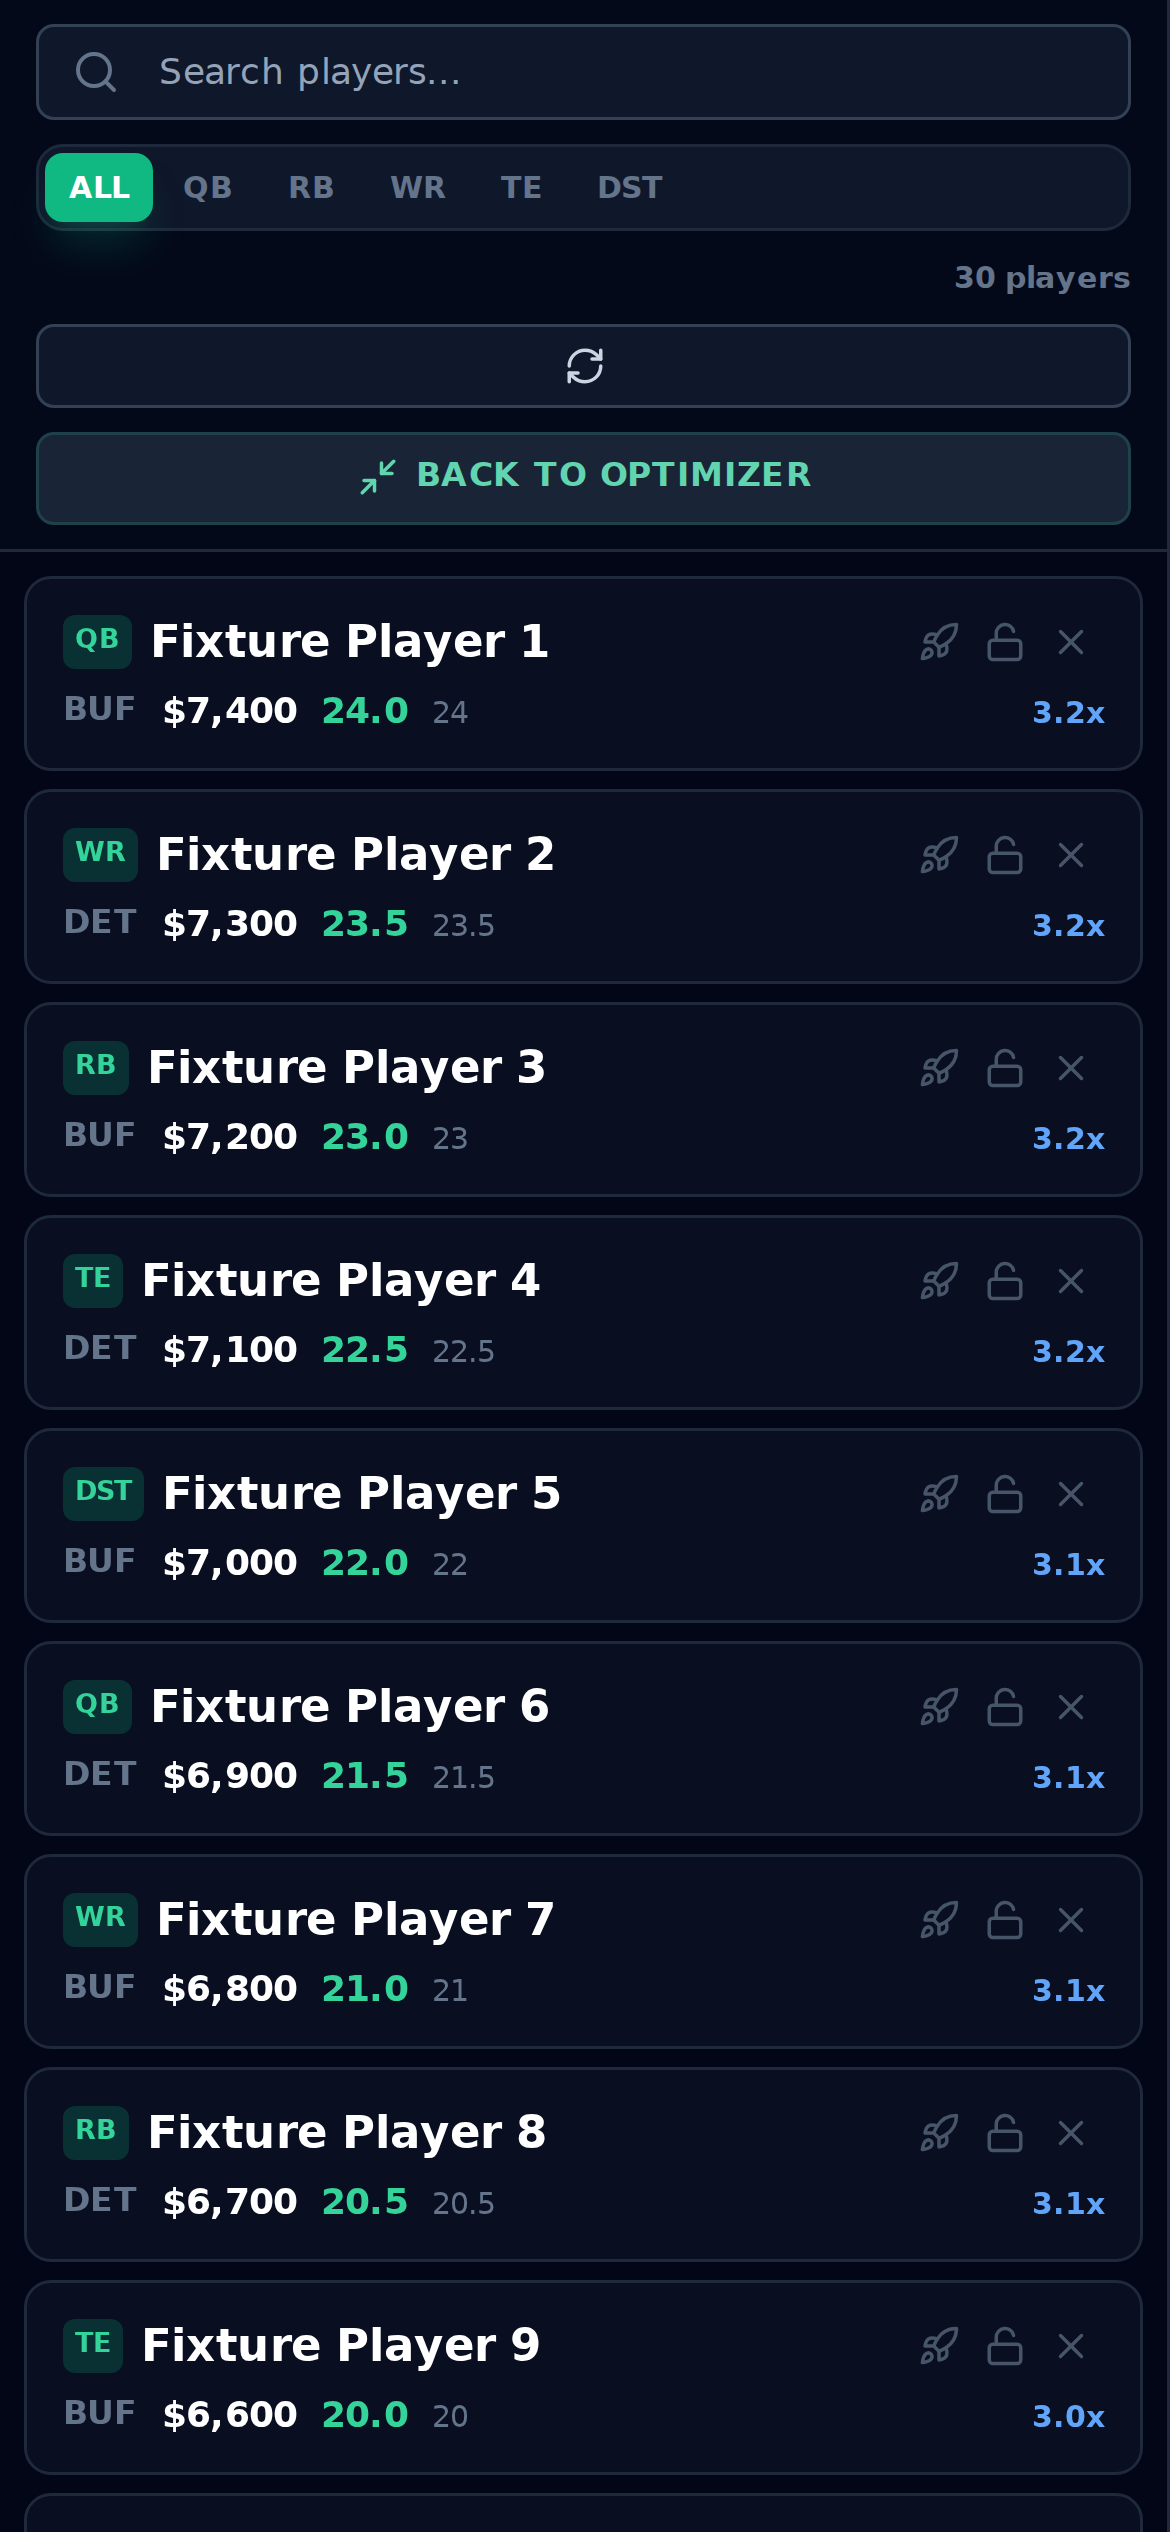 Search players...
ALL QB RB WR TE DST
30 players
BACK TO OPTIMIZER
QB Fixture Player 1
BUF $7,400 24.0 24 3.2x
WR Fixture Player 2
DET $7,300 23.5 23.5 3.2x
RB Fixture Player 3
BUF $7,200 23.0 23 3.2x
TE Fixture Player 4
DET $7,100 22.5 22.5 3.2x
DST Fixture Player 5
BUF $7,000 22.0 22 3.1x
QB Fixture Player 6
DET $6,900 21.5 21.5 3.1x
WR Fixture Player 7
BUF $6,800 21.0 21 3.1x
RB Fixture Player 8
DET $6,700 20.5 20.5 3.1x
TE Fixture Player 9
BUF $6,600 20.0 20 3.0x